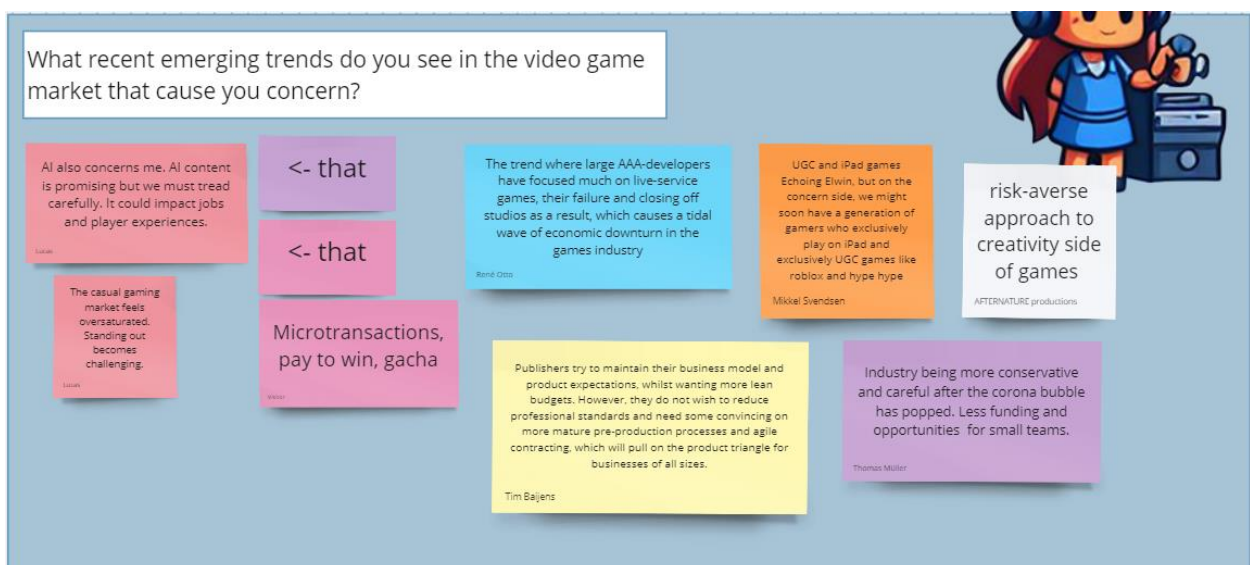 What recent emerging trends do you see in the video game
market that cause you concern?
AI also concerns me. AI content
is promising but we must tread
carefully. It could impact jobs
and player experiences.
Lucas
The casual gaming
market feels
oversaturated.
Standing out
becomes
challenging.
Lucas
<- that
<- that
Microtransactions,
pay to win, gacha
The trend where large AAA-developers
have focused much on live-service
games, their failure and closing off
studios as a result, which causes a tidal
wave of economic downturn in the
games industry
René Otto
UGC and iPad games
Echoing Elwin, but on the
concern side, we might
soon have a generation of
gamers who exclusively
play on iPad and
exclusively UGC games like
roblox and hype hype
Mikkel Svendsen
risk-averse
approach to
creativity side
of games
AFTERNATURE productions
Publishers try to maintain their business model and
product expectations, whilst wanting more lean
budgets. However, they do not wish to reduce
professional standards and need some convincing on
more mature pre-production processes and agile
contracting, which will pull on the product triangle for
businesses of all sizes.
Tim Baijens
Industry being more conservative
and careful after the corona bubble
has popped. Less funding and
opportunities for small teams.
Thomas Müller